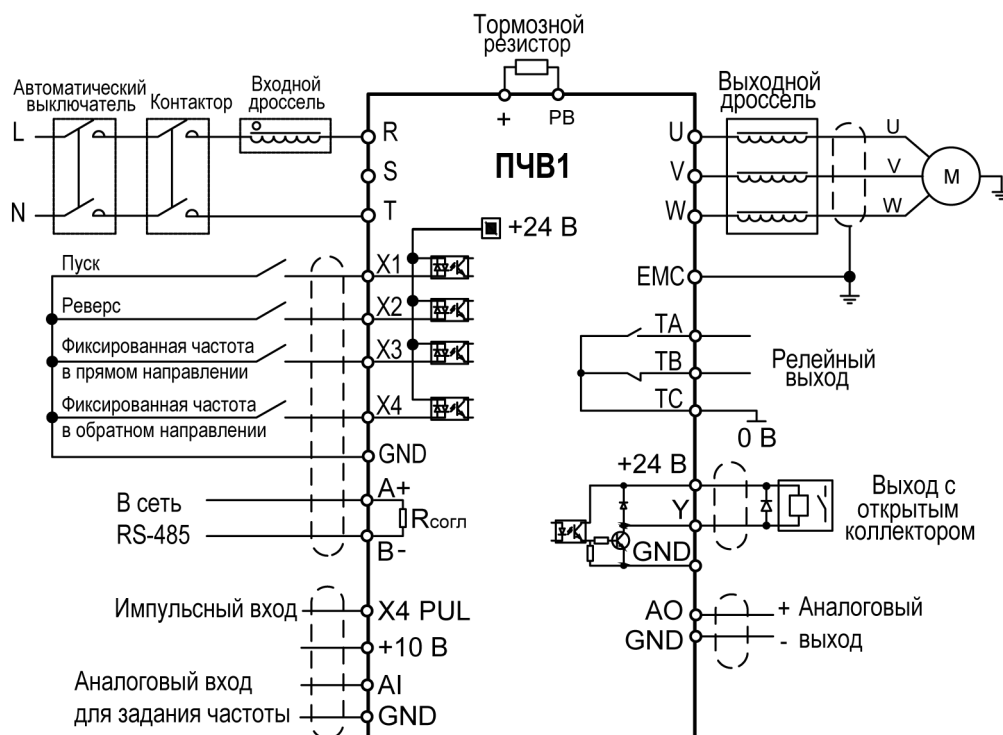 Тормозной
резистор
+
PB
Автоматический
выключатель
Контактор
Входной
дроссель
Выходной
дроссель
L
R
S
N
T
ПЧВ1
U
V
W
U
V
W
М
+24 В
EMC
Пуск
X1
Реверс
X2
Фиксированная частота
в прямом направлении
X3
Фиксированная частота
в обратном направлении
X4
GND
TA
TB
TC
Релейный
выход
0 В
В сеть
RS-485
A+
Rсогл
B-
+24 В
Y
GND
Выход с
открытым
коллектором
Импульсный вход
X4 PUL
+10 В
Аналоговый вход
для задания частоты
AI
GND
AO
GND
+ Аналоговый
- выход